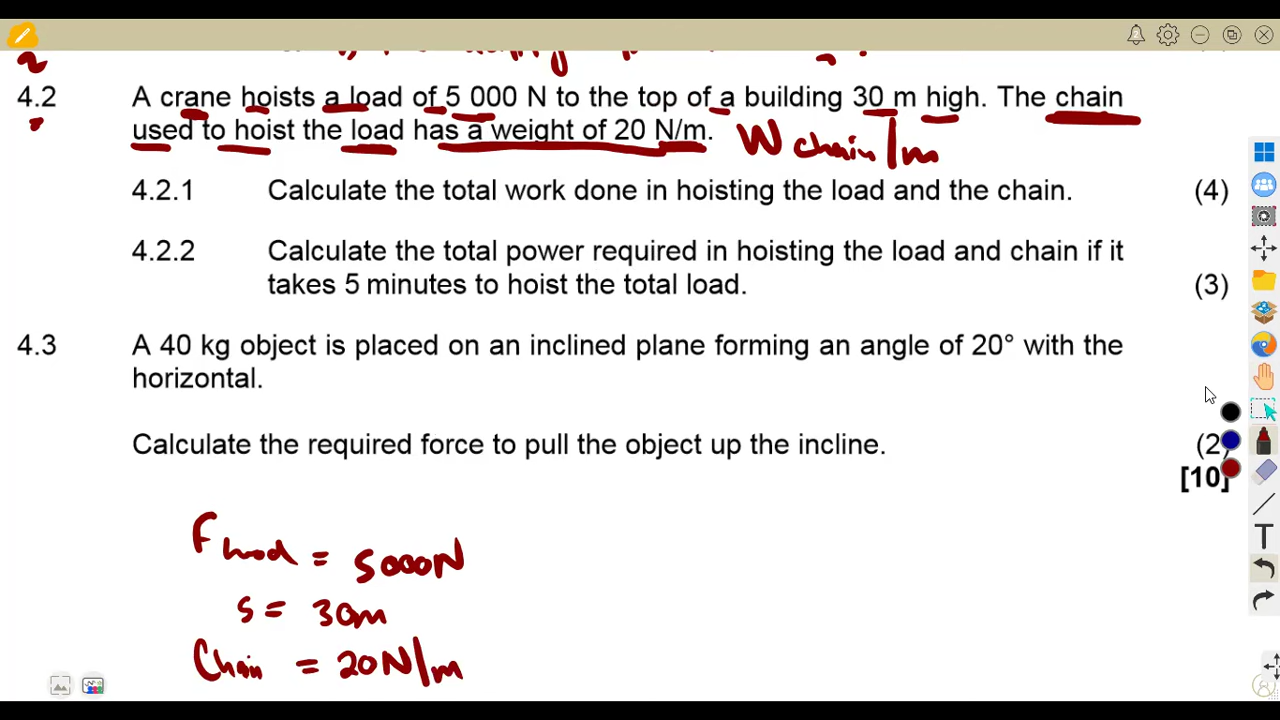 4.2 A crane hoists a load of 5 000 N to the top of a building 30 m high. The chain
used to hoist the load has a weight of 20 N/m. W chain/m
4.2.1 Calculate the total work done in hoisting the load and the chain. (4)
4.2.2 Calculate the total power required in hoisting the load and chain if it
takes 5 minutes to hoist the total load. (3)
4.3 A 40 kg object is placed on an inclined plane forming an angle of 20° with the
horizontal.
Calculate the required force to pull the object up the incline. (2
[10]
= 5000N
s = 30m
Chain = 20N/m
T